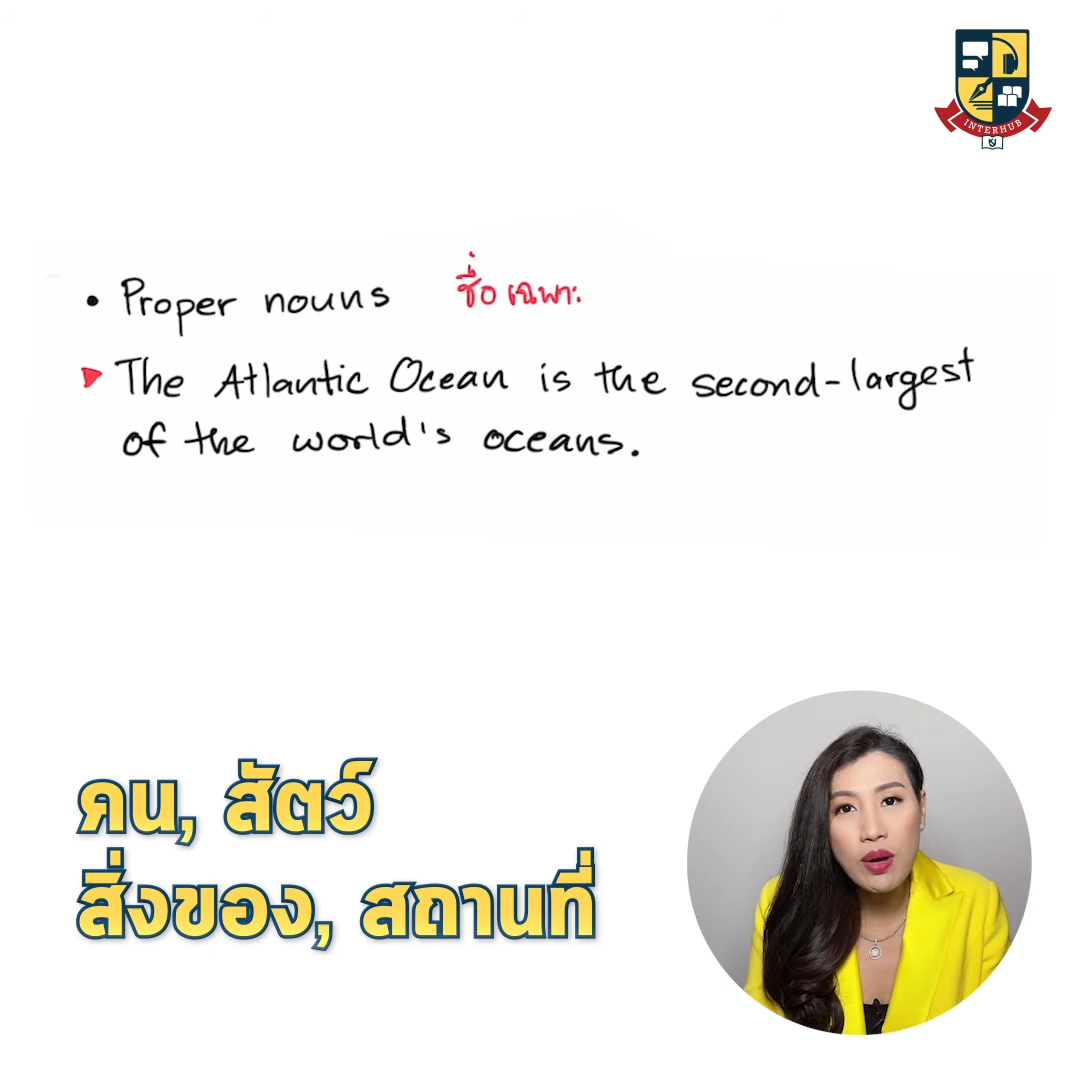 INTERHUB
• Proper nouns ชื่อเฉพาะ
The Atlantic Ocean is the second-largest
of the world's oceans.
คน, สัตว์
สิ่งของ, สถานที่